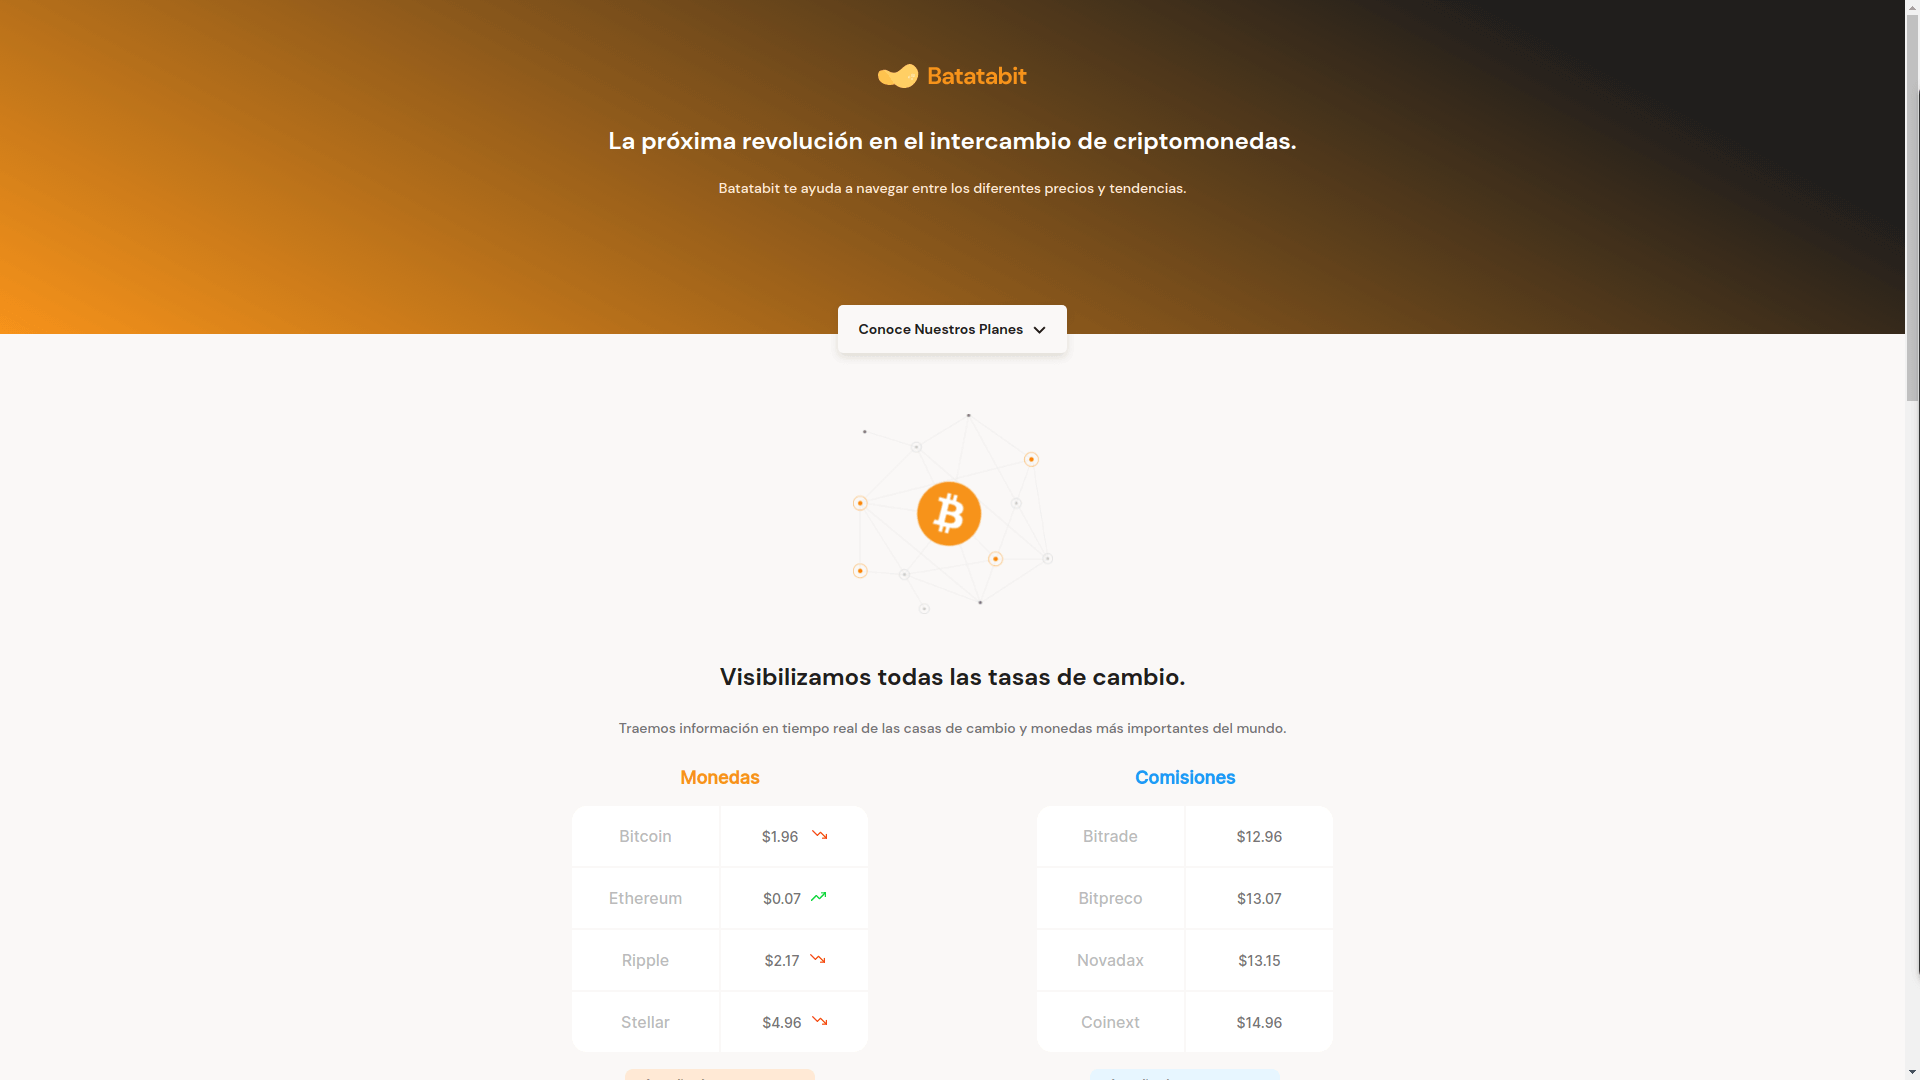 Batatabit
La próxima revolución en el intercambio de criptomonedas.
Batatabit te ayuda a navegar entre los diferentes precios y tendencias.
Conoce Nuestros Planes
Visibilizamos todas las tasas de cambio.
Traemos información en tiempo real de las casas de cambio y monedas más importantes del mundo.
Monedas
Bitcoin $1.96
Ethereum $0.07
Ripple $2.17
Stellar $4.96
Comisiones
Bitrade $12.96
Bitpreco $13.07
Novadax $13.15
Coinext $14.96